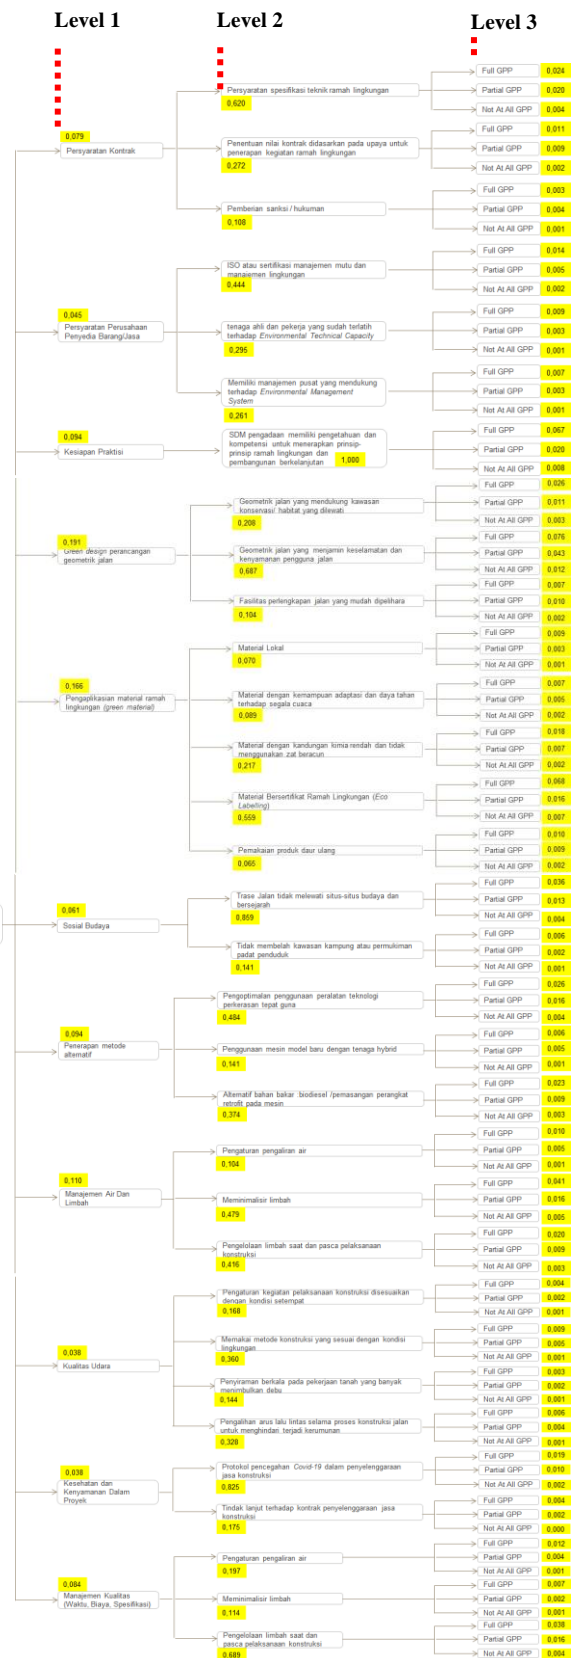 Level 1
Level 2
Level 3
0,079
Persyaratan Kontrak
Persyaratan spesifikasi teknik ramah lingkungan
0,620
Full GPP 0,024
Partial GPP 0,020
Not At All GPP 0,004
Penentuan nilai kontrak didasarkan pada upaya untuk
penerapan kegiatan ramah lingkungan
0,272
Full GPP 0,011
Partial GPP 0,009
Not At All GPP 0,002
Pemberian sanksi / hukuman
0,108
Full GPP 0,003
Partial GPP 0,004
Not At All GPP 0,001
0,045
Persyaratan Perusahaan
Penyedia Barang/Jasa
ISO atau sertifikasi manajemen mutu dan
manajemen lingkungan
0,444
Full GPP 0,014
Partial GPP 0,005
Not At All GPP 0,002
tenaga ahli dan pekerja yang sudah terlatih
terhadap Environmental Technical Capacity
0,295
Full GPP 0,009
Partial GPP 0,003
Not At All GPP 0,001
Memiliki manajemen pusat yang mendukung
terhadap Environmental Management
System
0,261
Full GPP 0,007
Partial GPP 0,003
Not At All GPP 0,001
0,094
Kesiapan Praktisi
SDM pengadaan memiliki pengetahuan dan
kompetensi untuk menerapkan prinsip-
prinsip ramah lingkungan dan
pembangunan berkelanjutan 1,000
Full GPP 0,067
Partial GPP 0,020
Not At All GPP 0,008
0,191
Green design perancangan
geometrik jalan
Geometrik jalan yang mendukung kawasan
konservasi/ habitat yang dilewati
0,208
Full GPP 0,026
Partial GPP 0,011
Not At All GPP 0,003
Geometrik jalan yang menjamin keselamatan dan
kenyamanan pengguna jalan
0,687
Full GPP 0,076
Partial GPP 0,043
Not At All GPP 0,012
Fasilitas perlengkapan jalan yang mudah dipelihara
0,104
Full GPP 0,007
Partial GPP 0,010
Not At All GPP 0,002
0,166
Pengaplikasian material ramah
lingkungan (green material)
Material Lokal
0,070
Full GPP 0,009
Partial GPP 0,003
Not At All GPP 0,001
Material dengan kemampuan adaptasi dan daya tahan
terhadap segala cuaca
0,089
Full GPP 0,007
Partial GPP 0,005
Not At All GPP 0,002
Material dengan kandungan kimia rendah dan tidak
menggunakan zat beracun
0,217
Full GPP 0,018
Partial GPP 0,007
Not At All GPP 0,002
Material Bersertifikat Ramah Lingkungan (Eco
Labelling)
0,559
Full GPP 0,068
Partial GPP 0,016
Not At All GPP 0,007
Pemakaian produk daur ulang
0,065
Full GPP 0,010
Partial GPP 0,009
Not At All GPP 0,002
0,061
Sosial Budaya
Trase Jalan tidak melewati situs-situs budaya dan
bersejarah
0,859
Full GPP 0,036
Partial GPP 0,013
Not At All GPP 0,004
Tidak membelah kawasan kampung atau permukiman
padat penduduk
0,141
Full GPP 0,006
Partial GPP 0,002
Not At All GPP 0,001
0,094
Penerapan metode
alternatif
Pengoptimalan penggunaan peralatan teknologi
perkerasan tepat guna
0,484
Full GPP 0,026
Partial GPP 0,016
Not At All GPP 0,004
Penggunaan mesin model baru dengan tenaga hybrid
0,141
Full GPP 0,006
Partial GPP 0,005
Not At All GPP 0,001
Alternatif bahan bakar :biodiesel /pemasangan perangkat
retrofit pada mesin
0,374
Full GPP 0,023
Partial GPP 0,009
Not At All GPP 0,003
0,110
Manajemen Air Dan
Limbah
Pengaturan pengaliran air
0,104
Full GPP 0,010
Partial GPP 0,005
Not At All GPP 0,001
Meminimalisir limbah
0,479
Full GPP 0,041
Partial GPP 0,016
Not At All GPP 0,005
Pengelolaan limbah saat dan pasca pelaksanaan
konstruksi
0,416
Full GPP 0,020
Partial GPP 0,009
Not At All GPP 0,003
0,038
Kualitas Udara
Pengaturan kegiatan pelaksanaan konstruksi disesuaikan
dengan kondisi setempat
0,168
Full GPP 0,004
Partial GPP 0,002
Not At All GPP 0,001
Memakai metode konstruksi yang sesuai dengan kondisi
lingkungan
0,360
Full GPP 0,009
Partial GPP 0,005
Not At All GPP 0,001
Penyiraman berkala pada pekerjaan tanah yang banyak
menimbulkan debu
0,144
Full GPP 0,003
Partial GPP 0,002
Not At All GPP 0,001
Pengalihan arus lalu lintas selama proses konstruksi jalan
untuk menghindari terjadi kerumunan
0,328
Full GPP 0,006
Partial GPP 0,004
Not At All GPP 0,001
0,038
Kesehatan dan
Kenyamanan Dalam
Proyek
Protokol pencegahan Covid-19 dalam penyelenggaraan
jasa konstruksi
0,825
Full GPP 0,019
Partial GPP 0,010
Not At All GPP 0,002
Tindak lanjut terhadap kontrak penyelenggaraan jasa
konstruksi
0,175
Full GPP 0,004
Partial GPP 0,002
Not At All GPP 0,000
0,084
Manajemen Kualitas
(Waktu, Biaya, Spesifikasi)
Pengaturan pengaliran air
0,197
Full GPP 0,012
Partial GPP 0,004
Not At All GPP 0,001
Meminimalisir limbah
0,114
Full GPP 0,007
Partial GPP 0,002
Not At All GPP 0,001
Pengelolaan limbah saat dan
pasca pelaksanaan konstruksi
0,689
Full GPP 0,038
Partial GPP 0,016
Not At All GPP 0,004